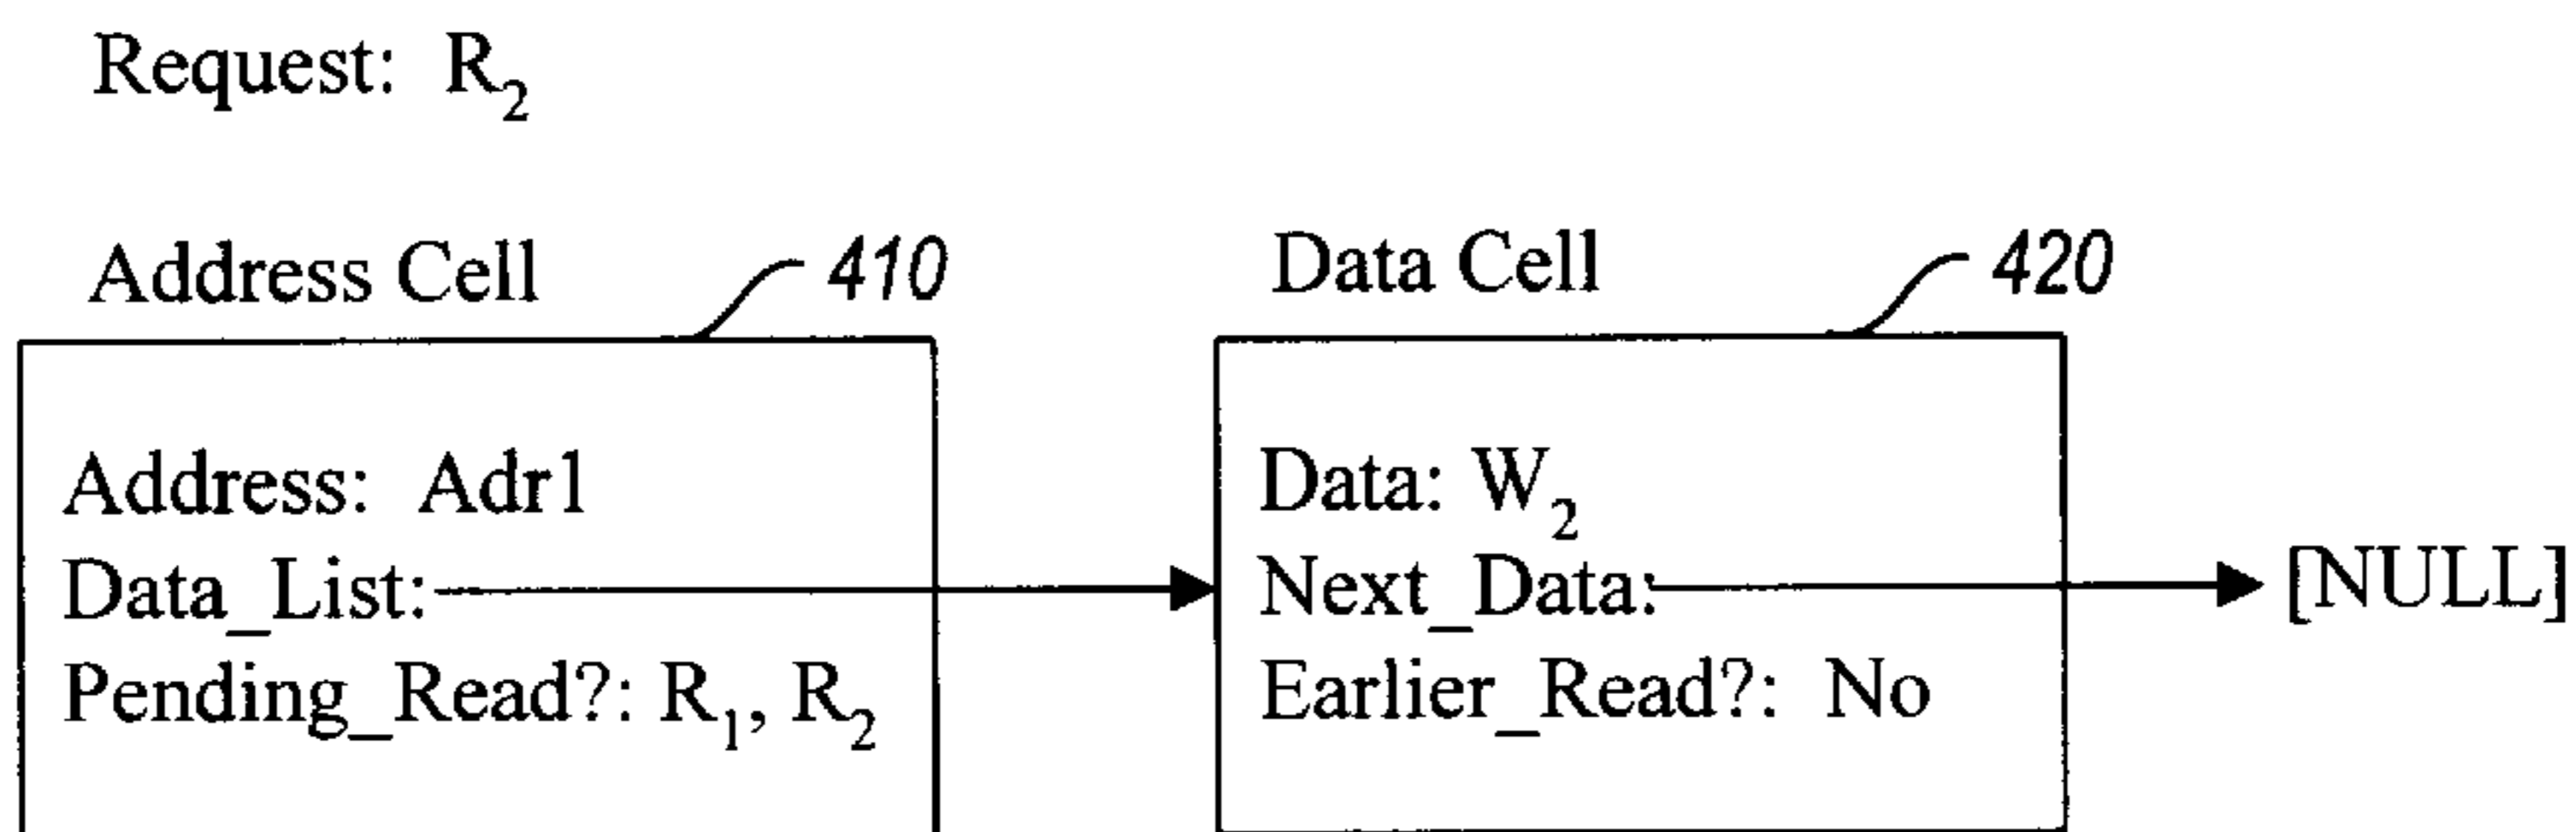 Request: R₂
Address Cell 410
Data Cell 420
Address: Adr1
Data_List:
Pending_Read?: R₁, R₂
Data: W₂
Next_Data:
Earlier_Read?: No
[NULL]